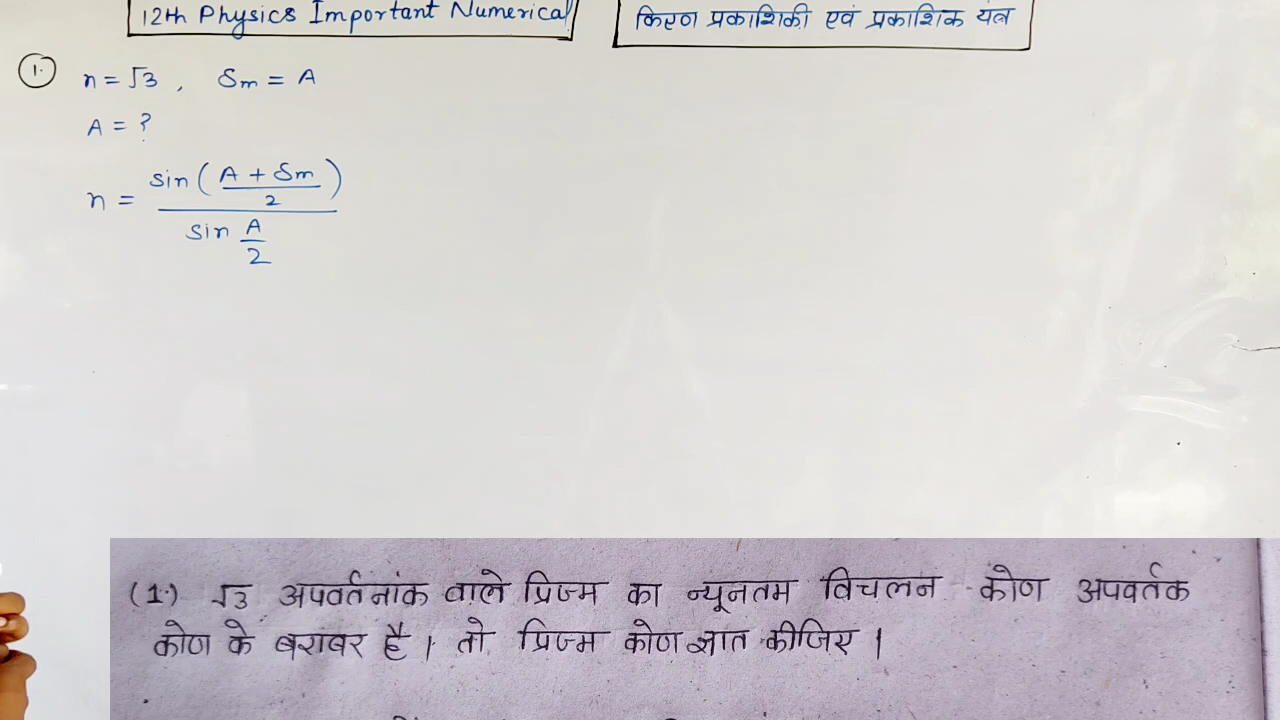 12th Physics Important Numerical
किरण प्रकाशिकी एवं प्रकाशिक यंत्र
1.
n = √3 , δm = A
A = ?
n = sin ( A + δm / 2 ) / sin A / 2
(1.) √3 अपवर्तनांक वाले प्रिज्म का न्यूनतम विचलन कोण अपवर्तक
कोण के बराबर है। तो प्रिज्म कोण ज्ञात कीजिए।